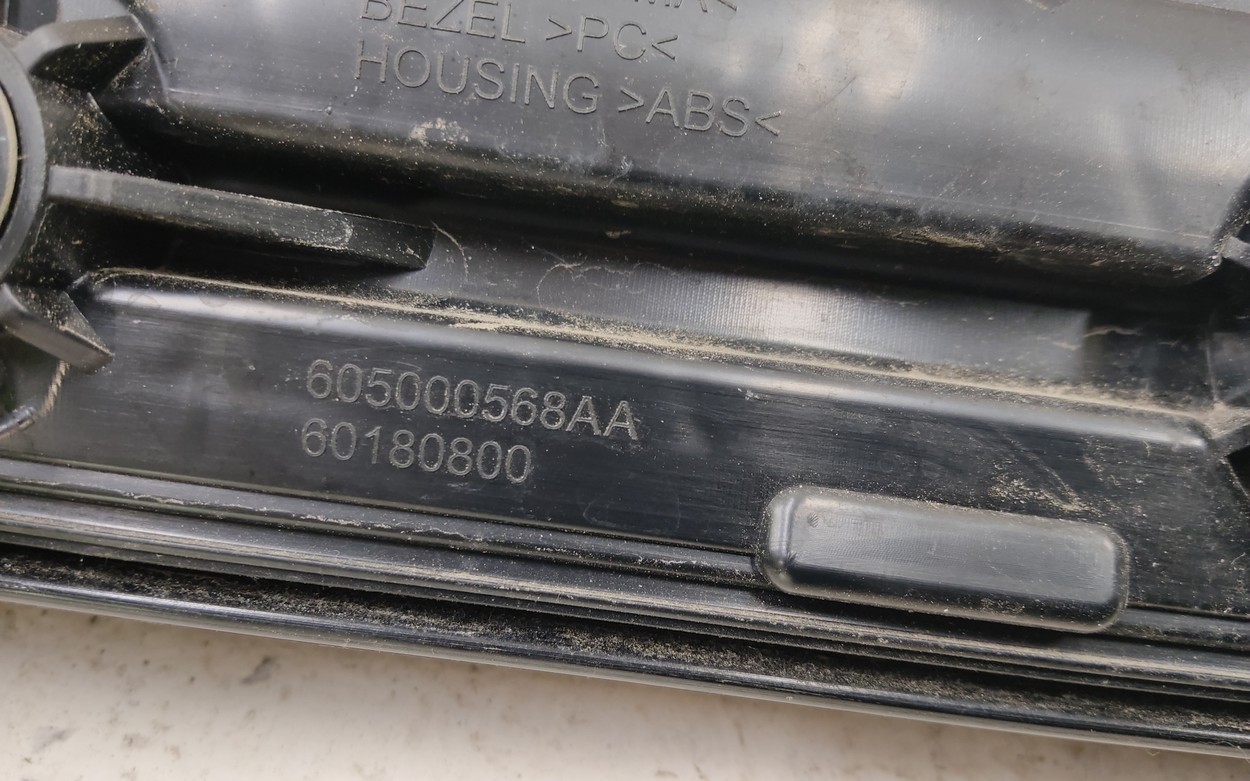 BEZEL >PC<
HOUSING >ABS<
605000568AA
60180800